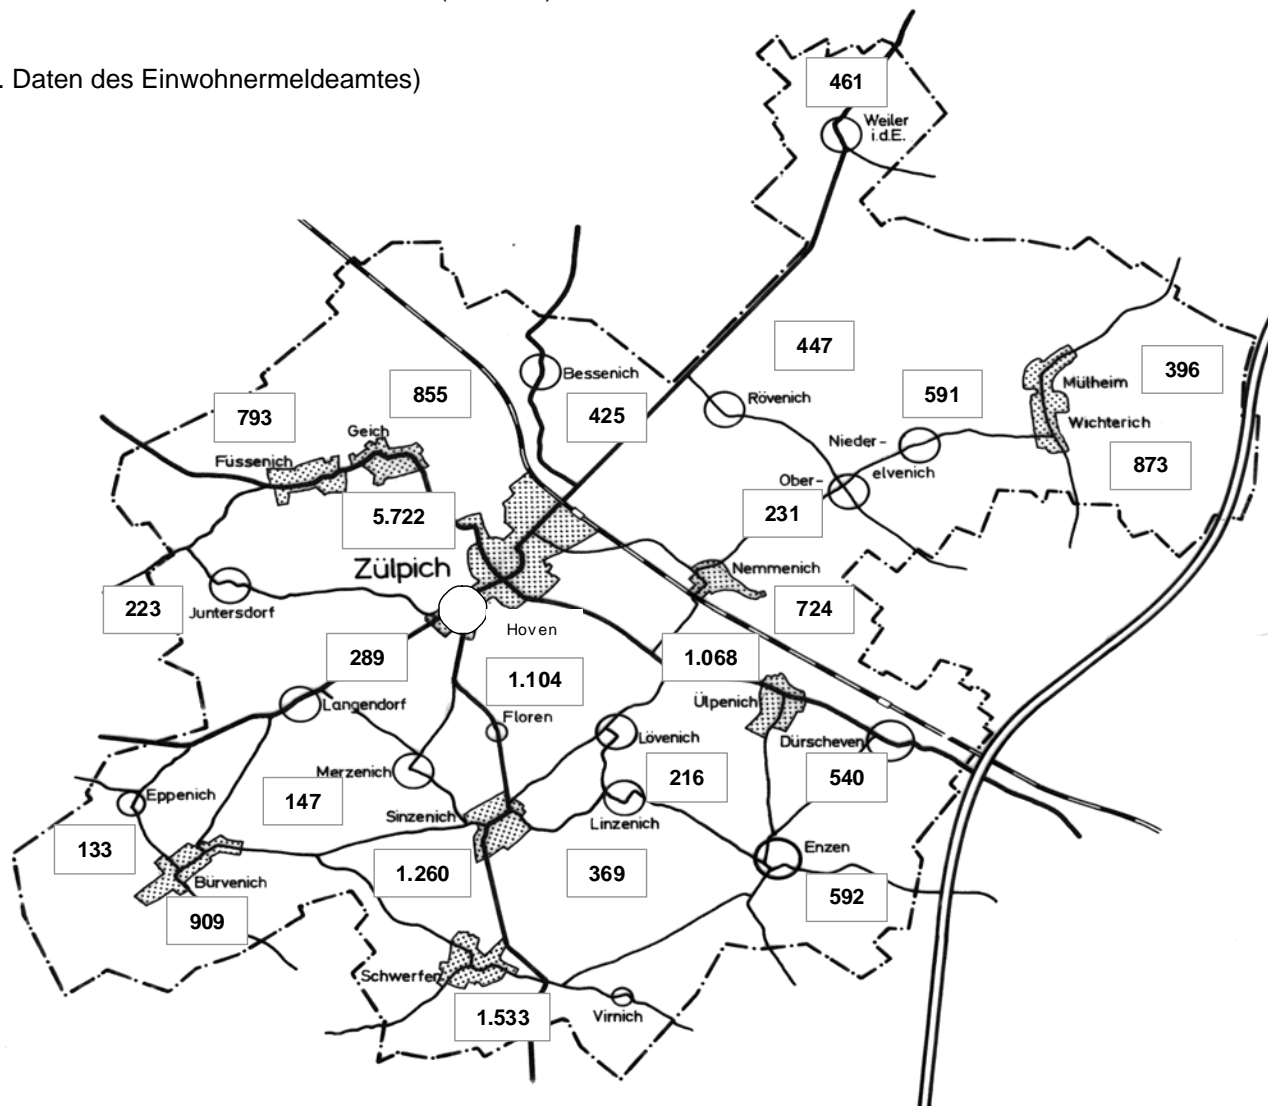 . Daten des Einwohnermeldeamtes)
461
Weiler
i.d.E.
447
396
Bessenich
855
591
Mülheim
793
425
Rövenich
Wichterich
Geich
Nieder-
Füssenich
elvenich
873
Ober-
5.722
231
Zülpich
Nemmenich
223
Juntersdorf
724
Hoven
289
1.104
1.068
Langendorf
Ülpenich
Floren
Lövenich
Dürscheven
Merzenich
216
540
Eppenich
147
Sinzenich
Linzenich
133
Enzen
Bürvenich
1.260
369
592
909
Schwerfen
1.533
Virnich